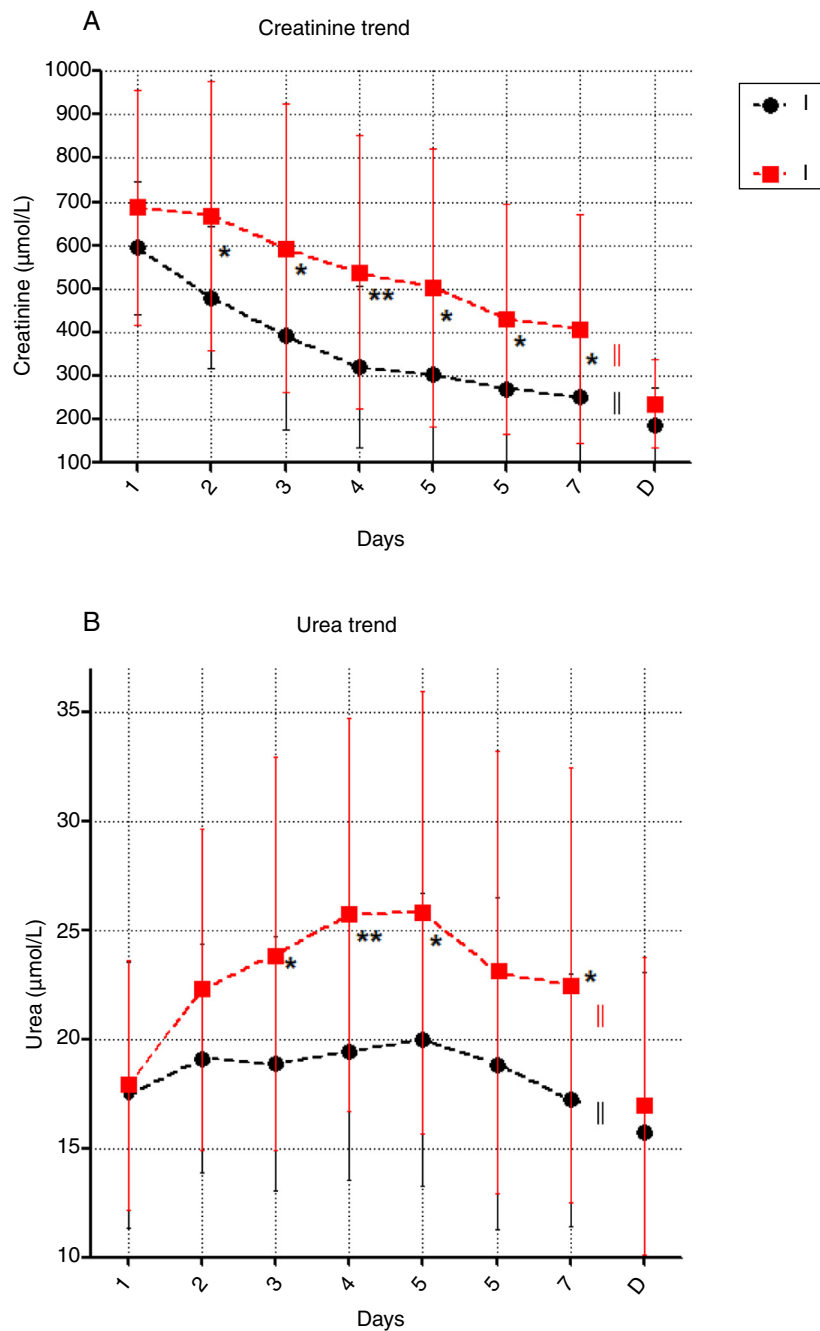 A
Creatinine trend
1000
900
800
700
600
500
400
300
200
100
Creatinine (μmol/L)
*
*
**
*
*
*
||
||
1 2 3 4 5 5 7 D
Days
I
I
B
Urea trend
35
30
25
20
15
10
Urea (μmol/L)
*
**
*
*
||
||
1 2 3 4 5 5 7 D
Days